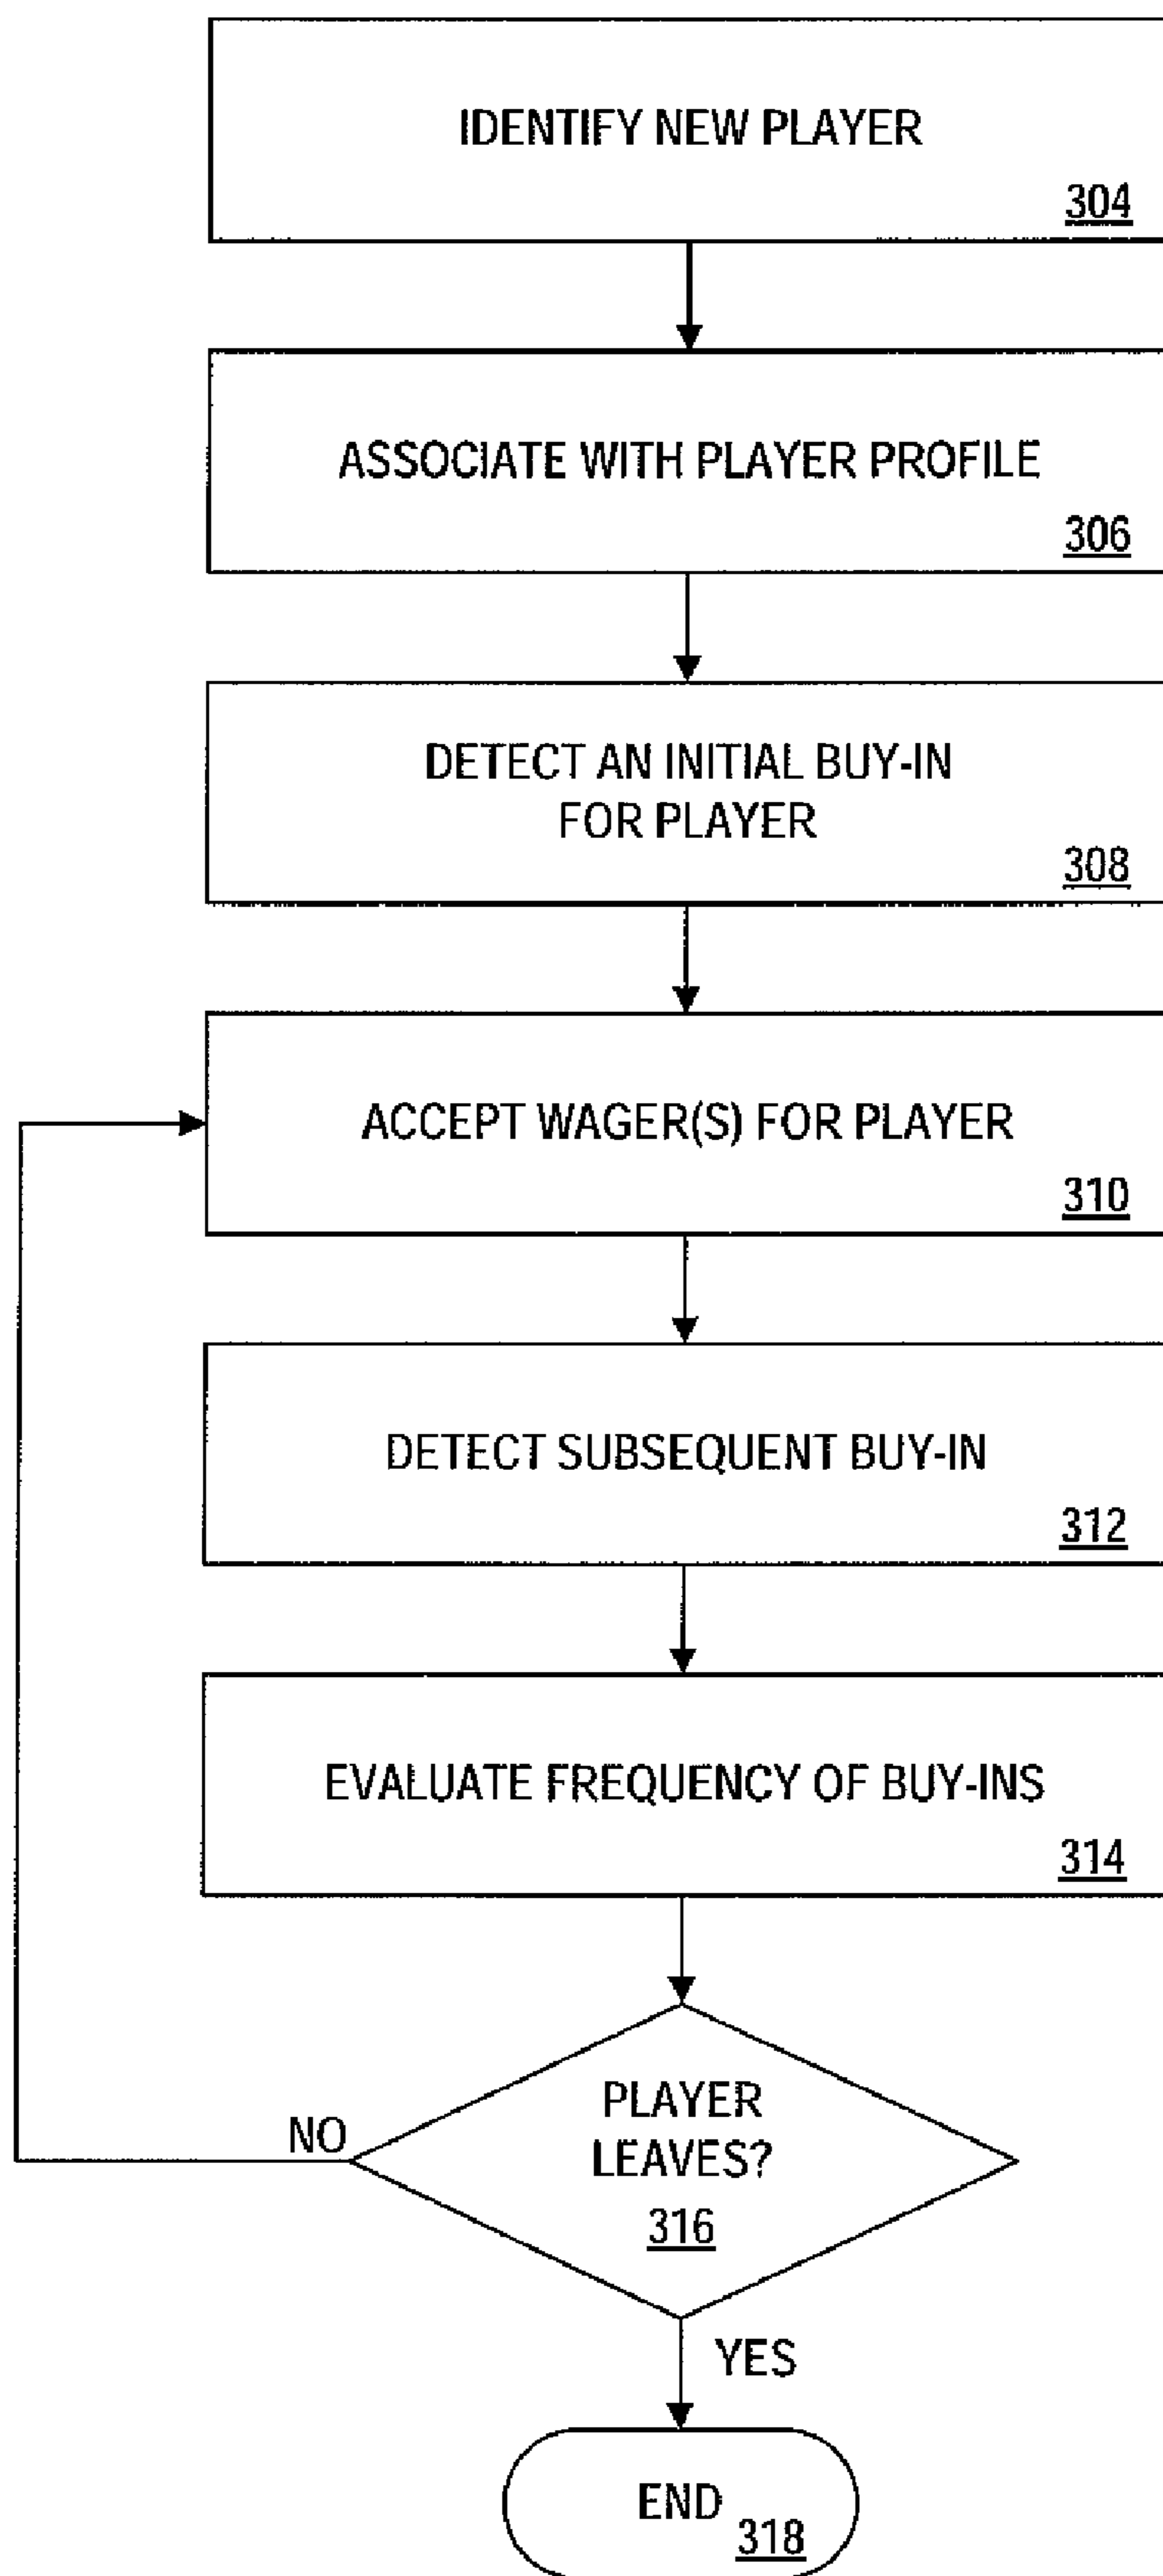 IDENTIFY NEW PLAYER
304
ASSOCIATE WITH PLAYER PROFILE
306
DETECT AN INITIAL BUY-IN
FOR PLAYER
308
ACCEPT WAGER(S) FOR PLAYER
310
DETECT SUBSEQUENT BUY-IN
312
EVALUATE FREQUENCY OF BUY-INS
314
PLAYER
LEAVES?
316
NO
YES
END
318